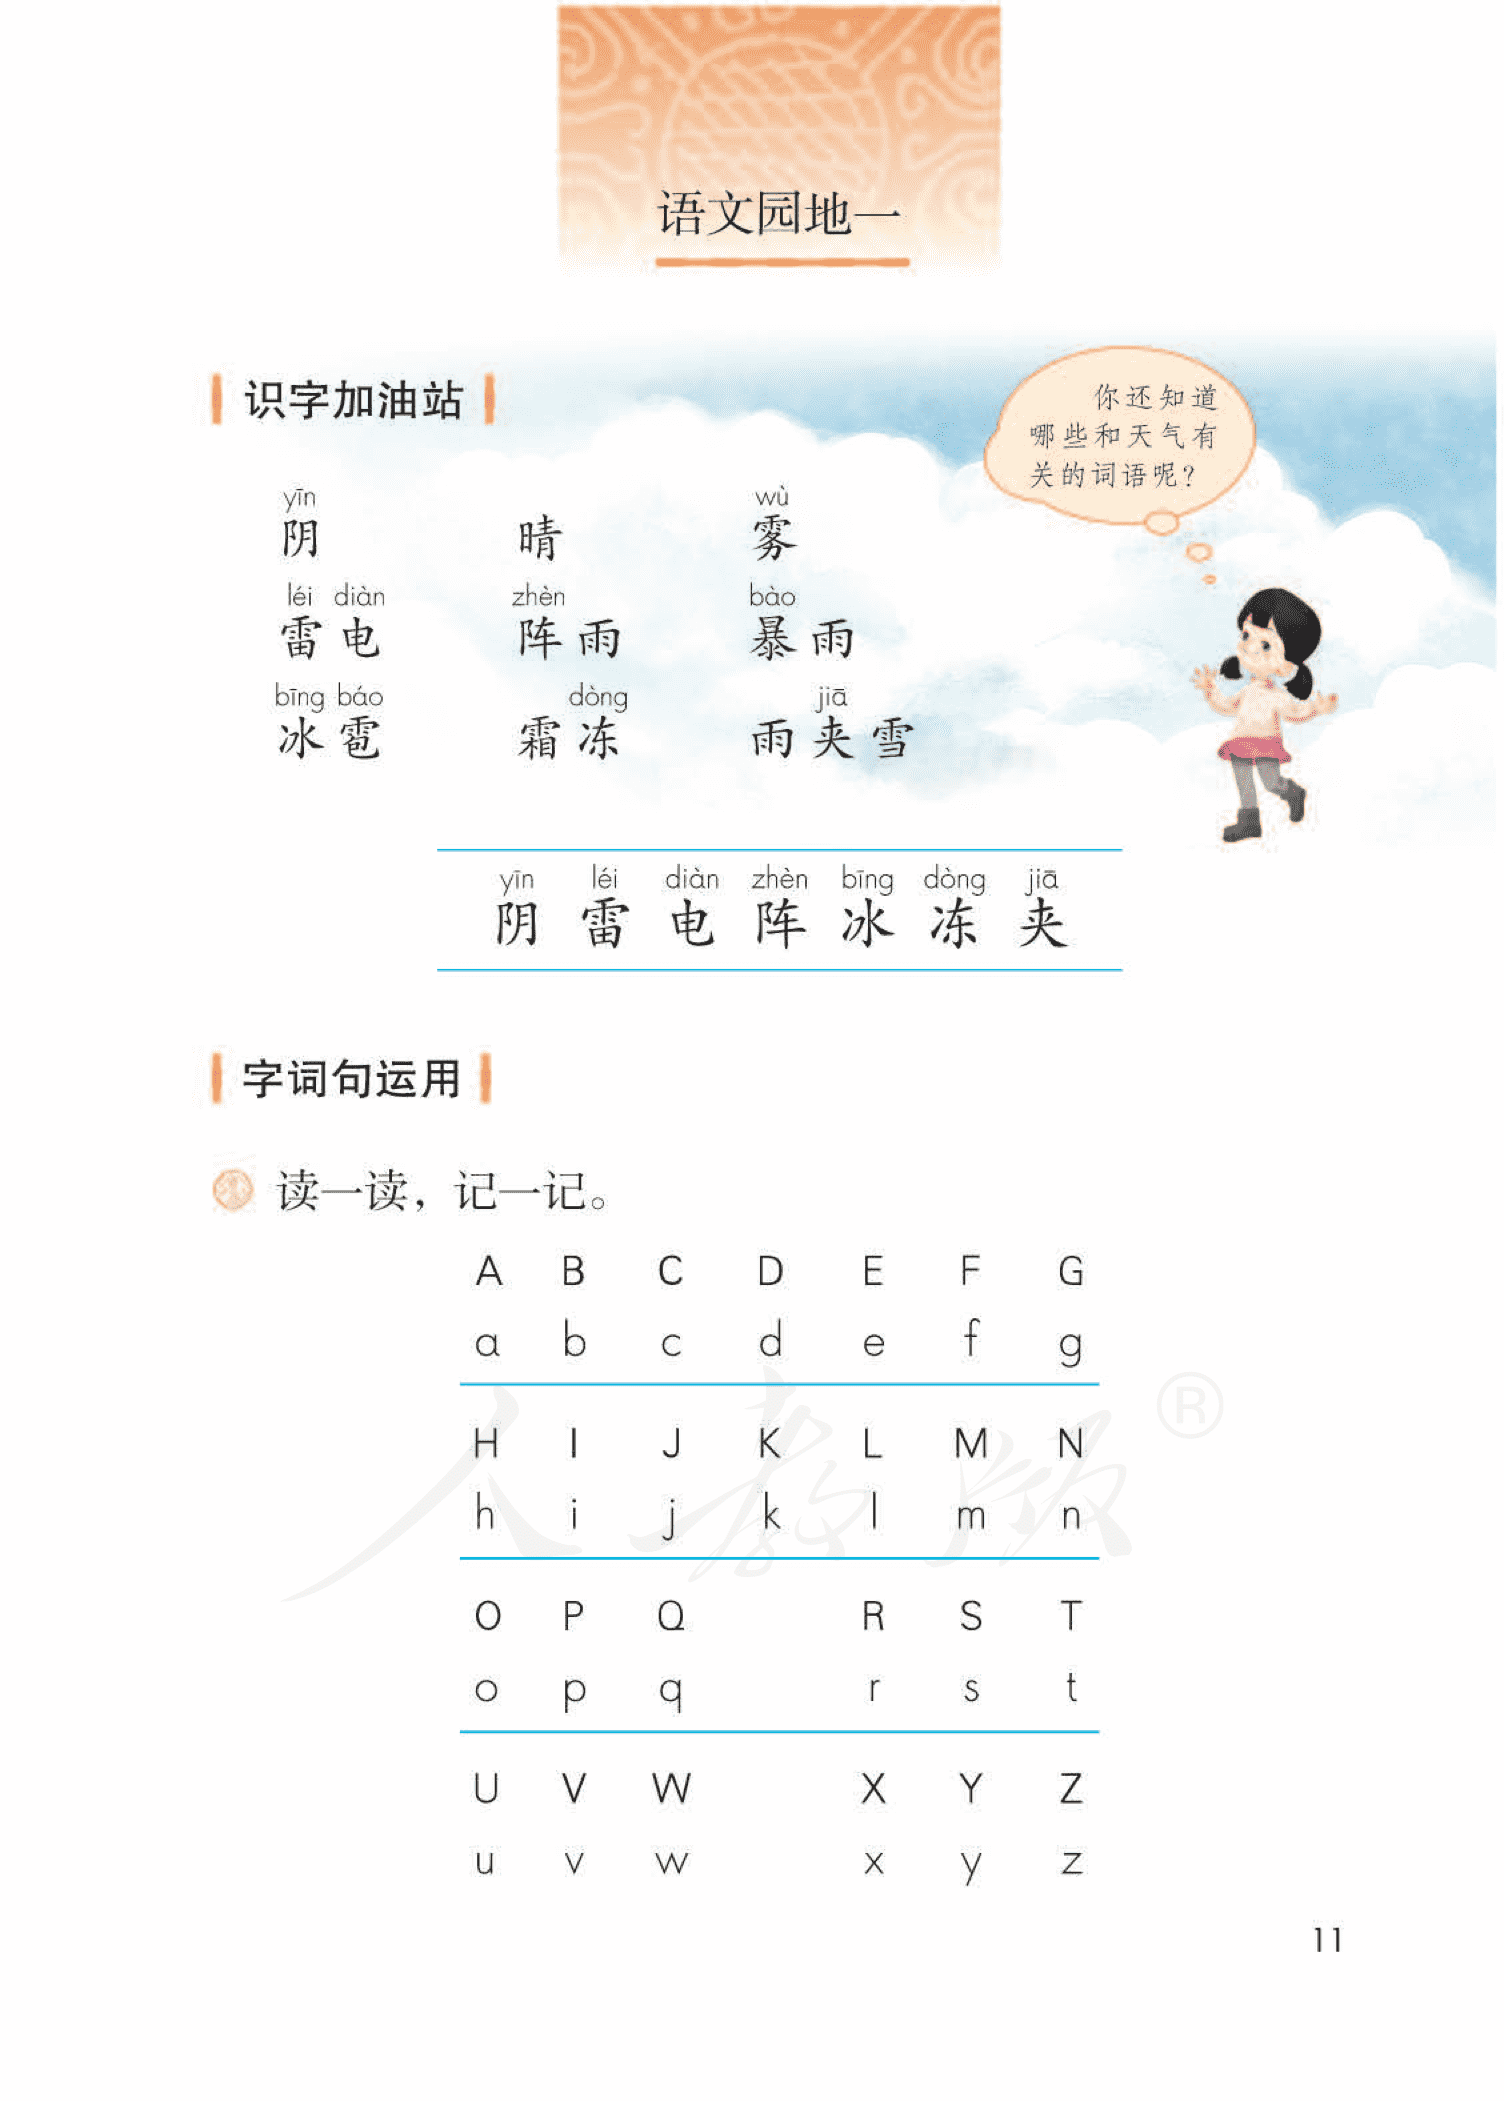 语文园地一
识字加油站
你还知道
哪些和天气有
关的词语呢？
yīn wù
阴 晴 雾
léi diàn zhèn bào
雷电 阵雨 暴雨
bīng báo dòng jiā
冰雹 霜冻 雨夹雪
yīn léi diàn zhèn bīng dòng jiā
阴 雷 电 阵 冰 冻 夹
字词句运用
读一读，记一记。
A B C D E F G
a b c d e f g
H I J K L M N
h i j k l m n
O P Q R S T
o p q r s t
U V W X Y Z
u v w x y z
人教版®
11